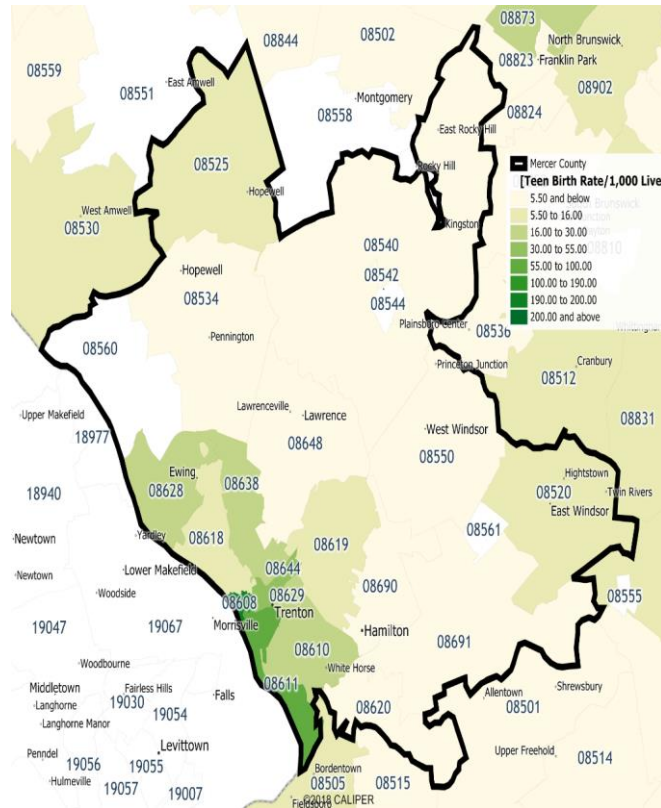 08873
08844
08502
North Brunswick
08823
Franklin Park
08559
East Amwell
08551
08902
08558
Montgomery
08824
East Rocky Hill
08525
Rocky Hill
Mercer County
[Teen Birth Rate/1,000 Live
5.50 and below
5.50 to 16.00
16.00 to 30.00
30.00 to 55.00
55.00 to 100.00
100.00 to 190.00
190.00 to 200.00
200.00 and above
Hopewell
West Amwell
08530
Kingston
08540
08810
Hopewell
08542
08534
08544
Plainsboro Center
08536
Pennington
08560
Princeton Junction
Cranbury
08512
Upper Makefield
Lawrenceville
Lawrence
08831
18977
08648
West Windsor
08550
Ewing
Hightstown
18940
08628
08638
08520
Twin Rivers
East Windsor
08561
Newtown
Yardley
08618
08619
Newtown
Lower Makefield
08644
08690
Woodside
08608
08629
08555
Trenton
19047
19067
Morrisville
Hamilton
08691
08610
Woodbourne
White Horse
Middletown
Fairless Hills
Falls
08611
Shrewsbury
Langhorne
19030
19054
08620
Allentown
08501
Langhorne Manor
Levittown
Upper Freehold
Penndel
19056
19055
08514
Hulmeville
Bordentown
19057
19007
08505
08515
©2018 CALIPER
Fieldsboro